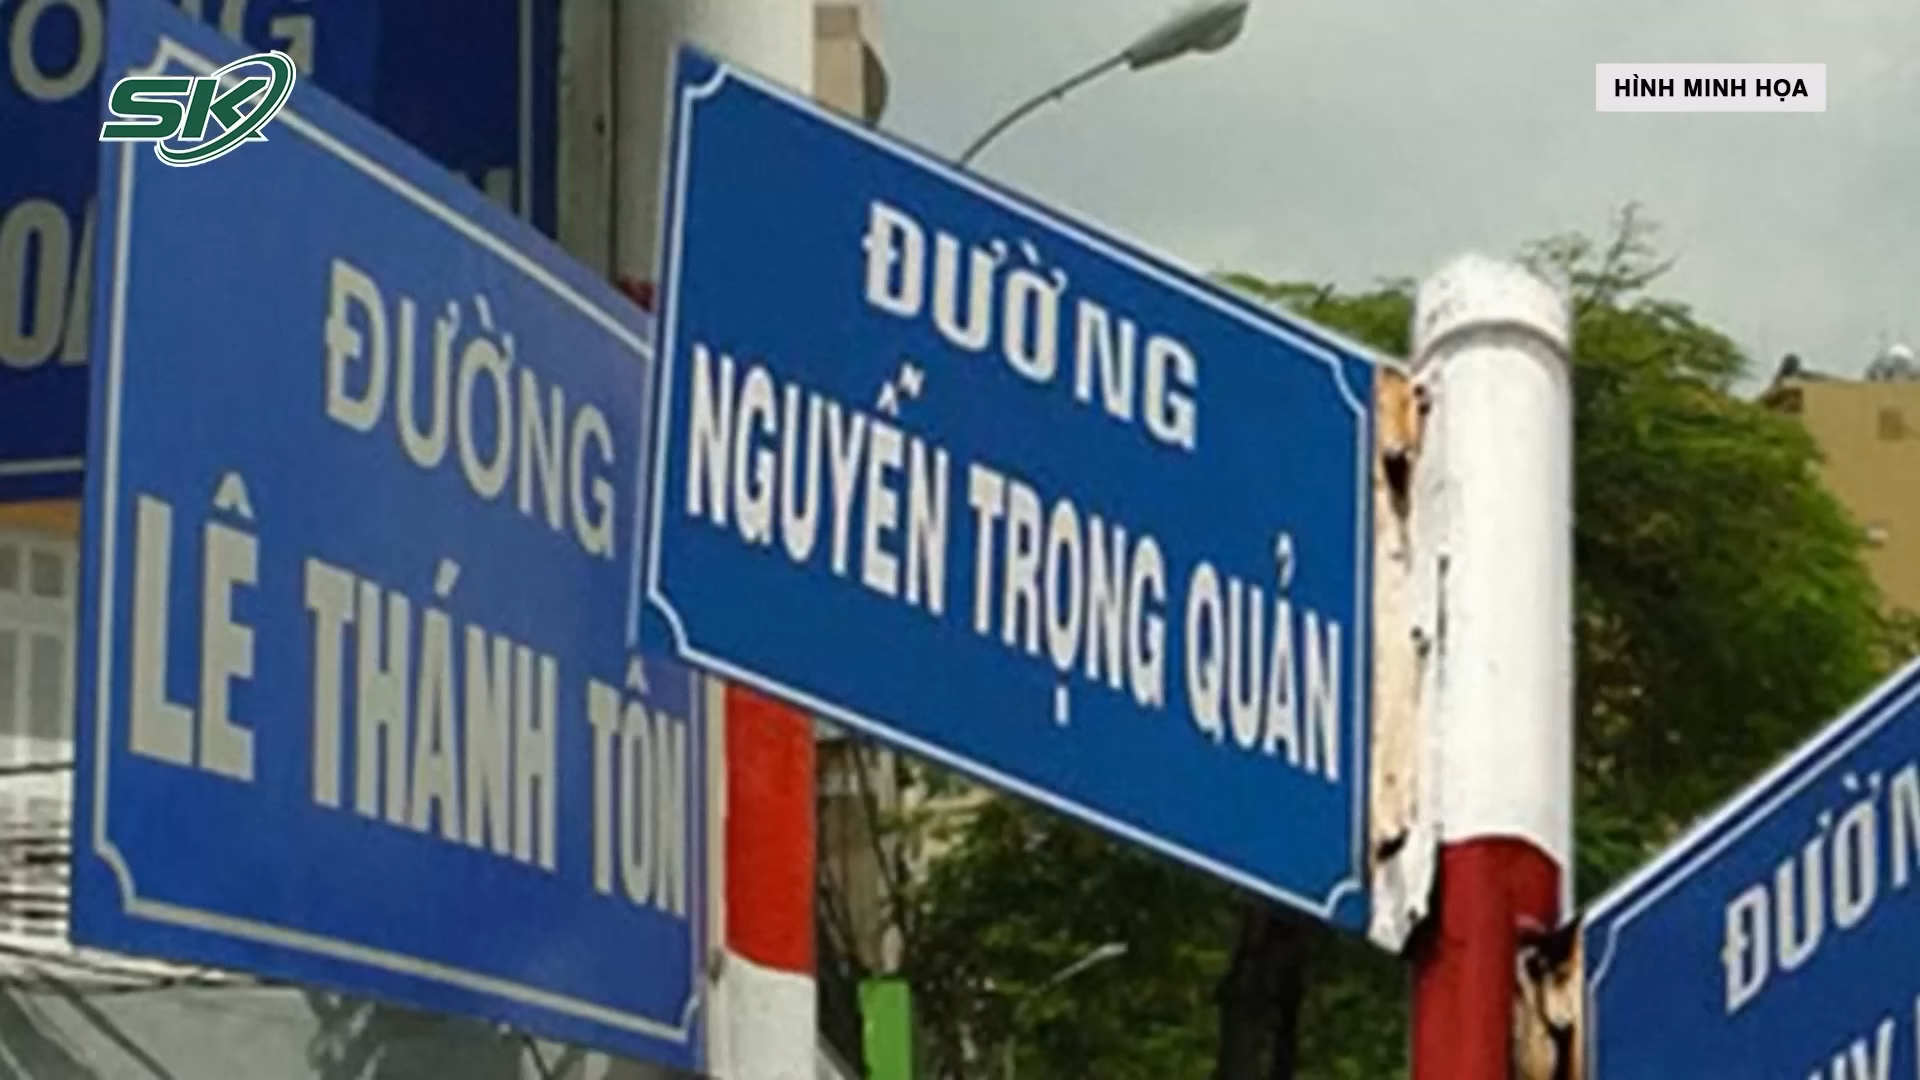 SK
HÌNH MINH HỌA
ĐƯỜNG
LÊ THÁNH TÔN
ĐƯỜNG
NGUYỄN TRỌNG QUẢN